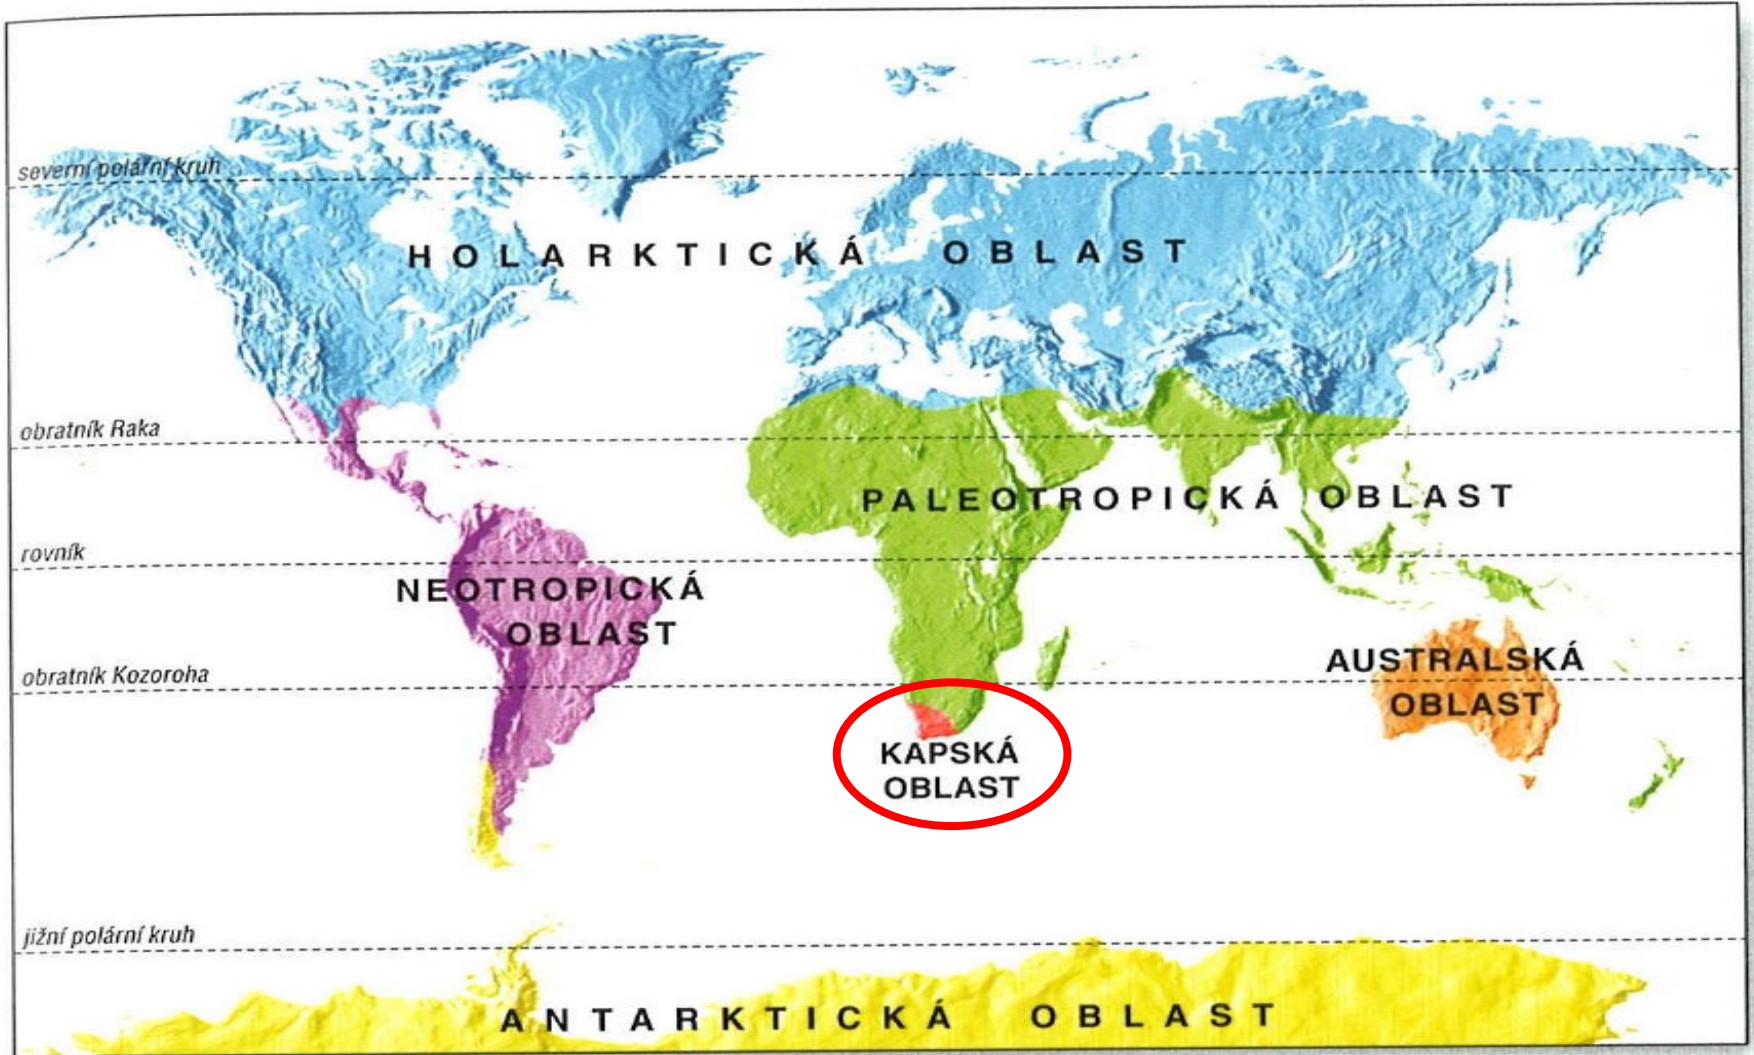 severní polární kruh
HOLARKTICKÁ OBLAST
obratník Raka
PALEOTROPICKÁ OBLAST
rovník
NEOTROPICKÁ
OBLAST
AUSTRALSKÁ
OBLAST
obratník Kozoroha
KAPSKÁ
OBLAST
jižní polární kruh
ANTARKTICKÁ OBLAST